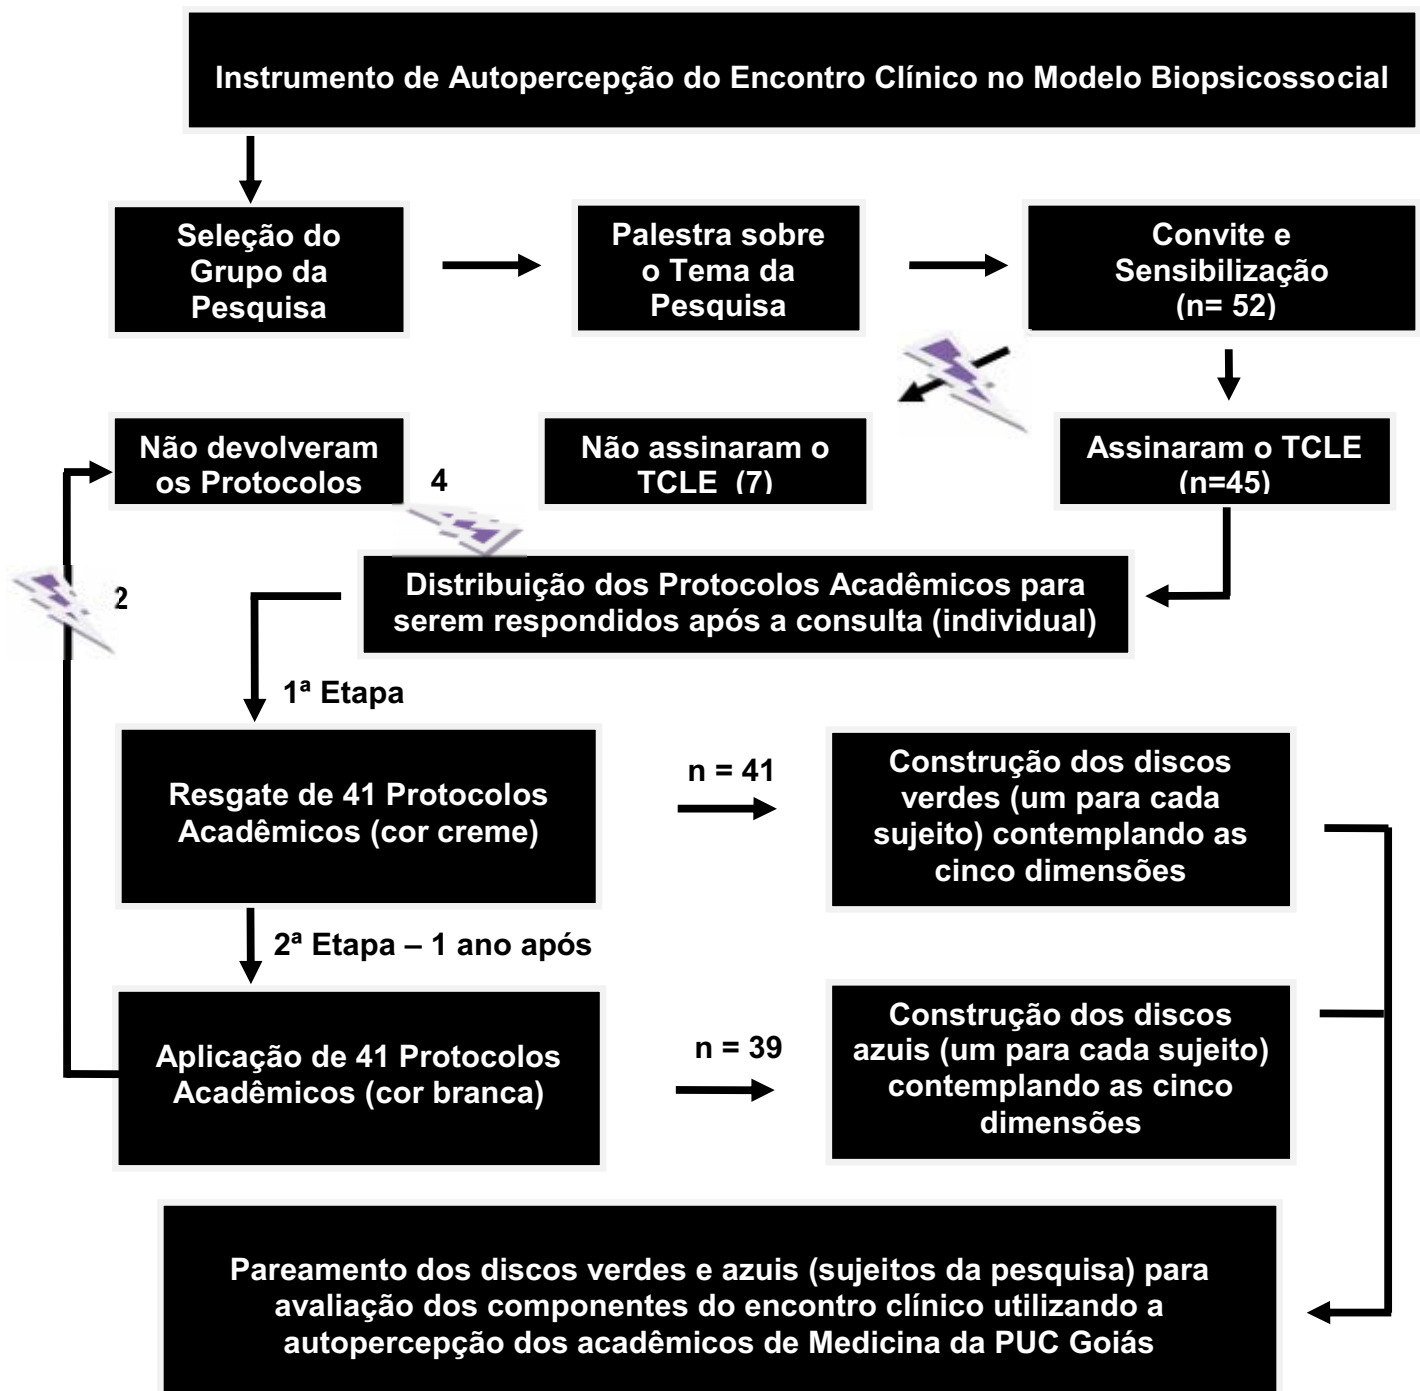 Instrumento de Autopercepção do Encontro Clínico no Modelo Biopsicossocial
Seleção do
Grupo da
Pesquisa
Palestra sobre
o Tema da
Pesquisa
Convite e
Sensibilização
(n= 52)
Não devolveram
os Protocolos
4
Não assinaram o
TCLE (7)
Assinaram o TCLE
(n=45)
2
Distribuição dos Protocolos Acadêmicos para
serem respondidos após a consulta (individual)
1ª Etapa
Resgate de 41 Protocolos
Acadêmicos (cor creme)
n = 41
Construção dos discos
verdes (um para cada
sujeito) contemplando as
cinco dimensões
2ª Etapa – 1 ano após
Aplicação de 41 Protocolos
Acadêmicos (cor branca)
n = 39
Construção dos discos
azuis (um para cada sujeito)
contemplando as cinco
dimensões
Pareamento dos discos verdes e azuis (sujeitos da pesquisa) para
avaliação dos componentes do encontro clínico utilizando a
autopercepção dos acadêmicos de Medicina da PUC Goiás